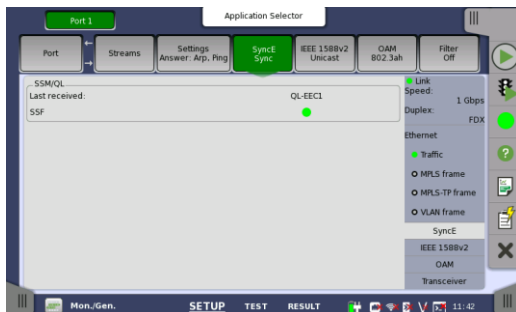 Application Selector
Port 1
Port
Streams
Settings
Answer: Arp, Ping
SyncE
Sync
IEEE 1588v2
Unicast
OAM
802.3ah
Filter
Off
SSM/QL
Last received:
QL-EEC1
SSF
Link
Speed:
1 Gbps
Duplex:
FDX
Ethernet
Traffic
MPLS frame
MPLS-TP frame
VLAN frame
SyncE
IEEE 1588v2
OAM
Transceiver
Mon./Gen.
SETUP
TEST
RESULT
11:42